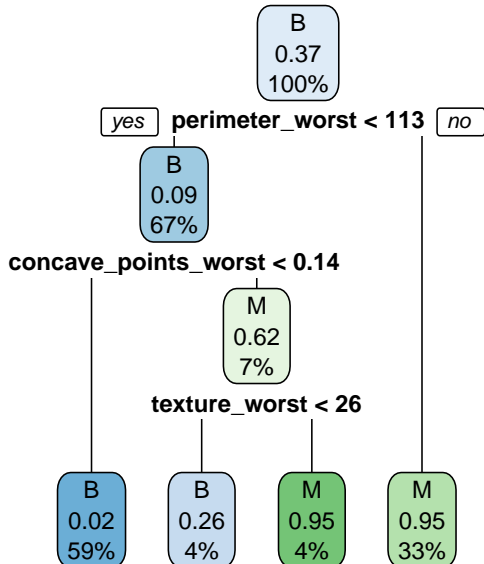 B
0.37
100%
yes perimeter_worst < 113 no
B
0.09
67%
concave_points_worst < 0.14
M
0.62
7%
texture_worst < 26
B B M M
0.02 0.26 0.95 0.95
59% 4% 4% 33%